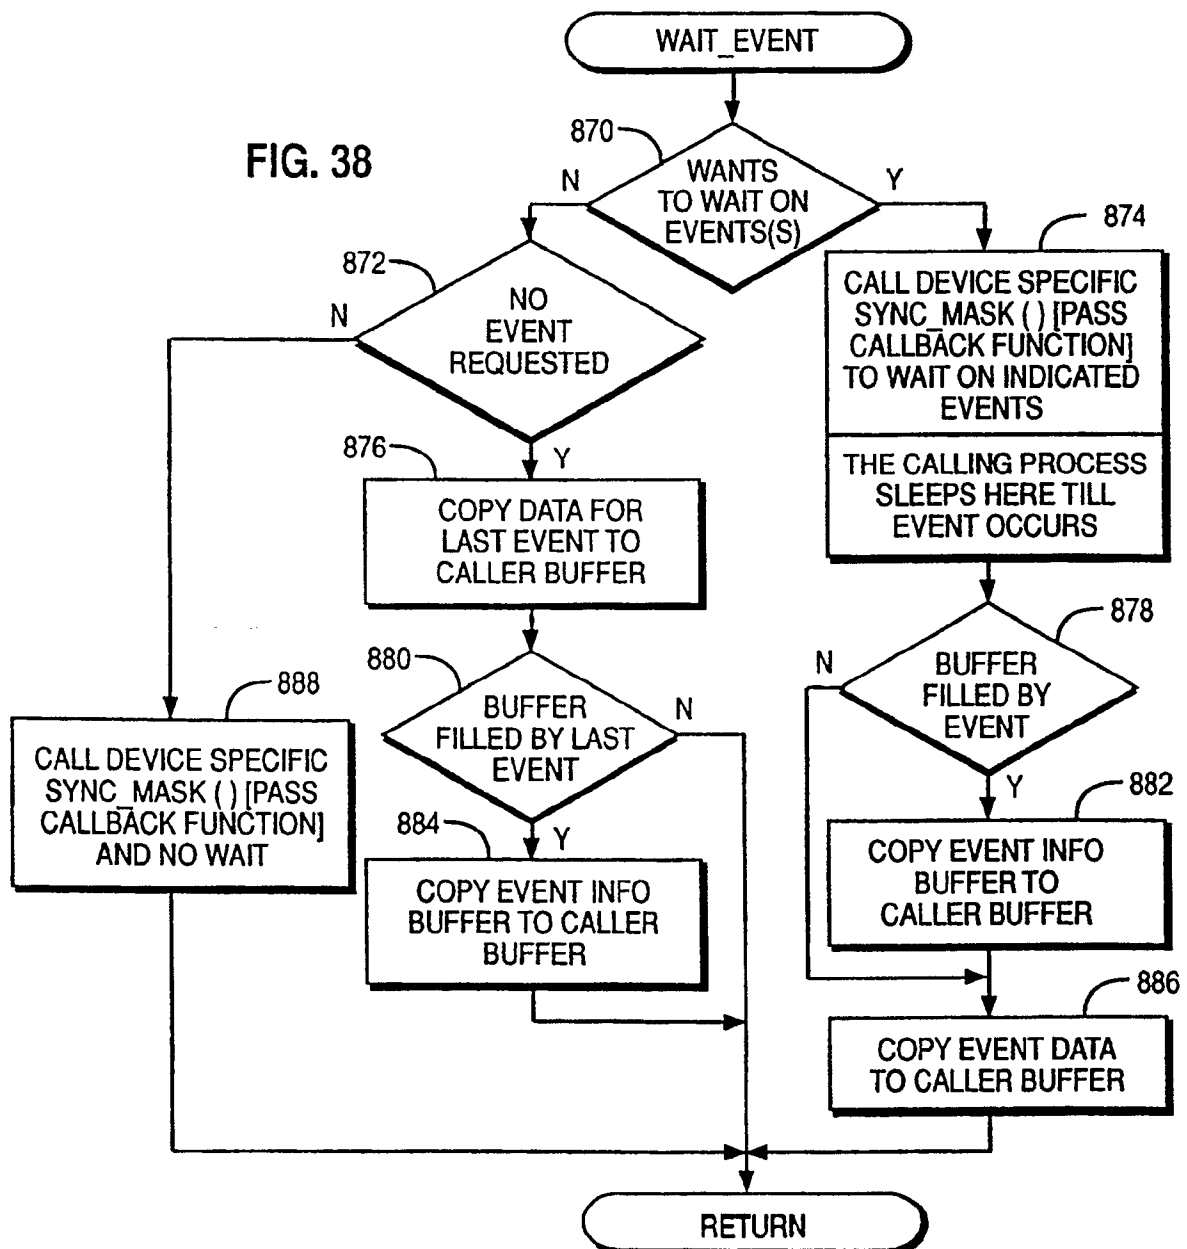 WAIT_EVENT
FIG. 38
870
WANTS
TO WAIT ON
EVENTS(S)
N
Y
872
NO
EVENT
REQUESTED
N
Y
874
CALL DEVICE SPECIFIC
SYNC_MASK ( ) [PASS
CALLBACK FUNCTION]
TO WAIT ON INDICATED
EVENTS
THE CALLING PROCESS
SLEEPS HERE TILL
EVENT OCCURS
876
COPY DATA FOR
LAST EVENT TO
CALLER BUFFER
878
BUFFER
FILLED BY
EVENT
N
Y
880
BUFFER
FILLED BY LAST
EVENT
N
Y
888
CALL DEVICE SPECIFIC
SYNC_MASK ( ) [PASS
CALLBACK FUNCTION]
AND NO WAIT
884
COPY EVENT INFO
BUFFER TO CALLER
BUFFER
882
COPY EVENT INFO
BUFFER TO
CALLER BUFFER
886
COPY EVENT DATA
TO CALLER BUFFER
RETURN